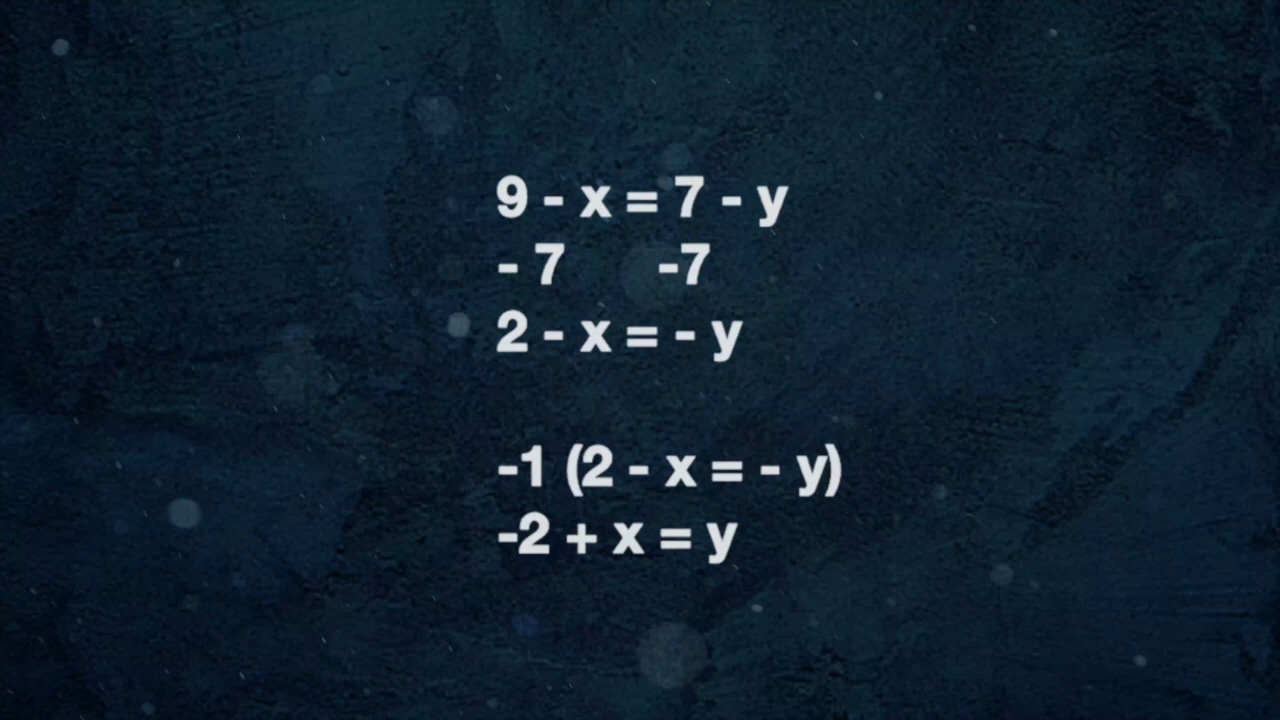 9 - x = 7 - y
- 7 -7
2 - x = - y
-1 (2 - x = - y)
-2 + x = y